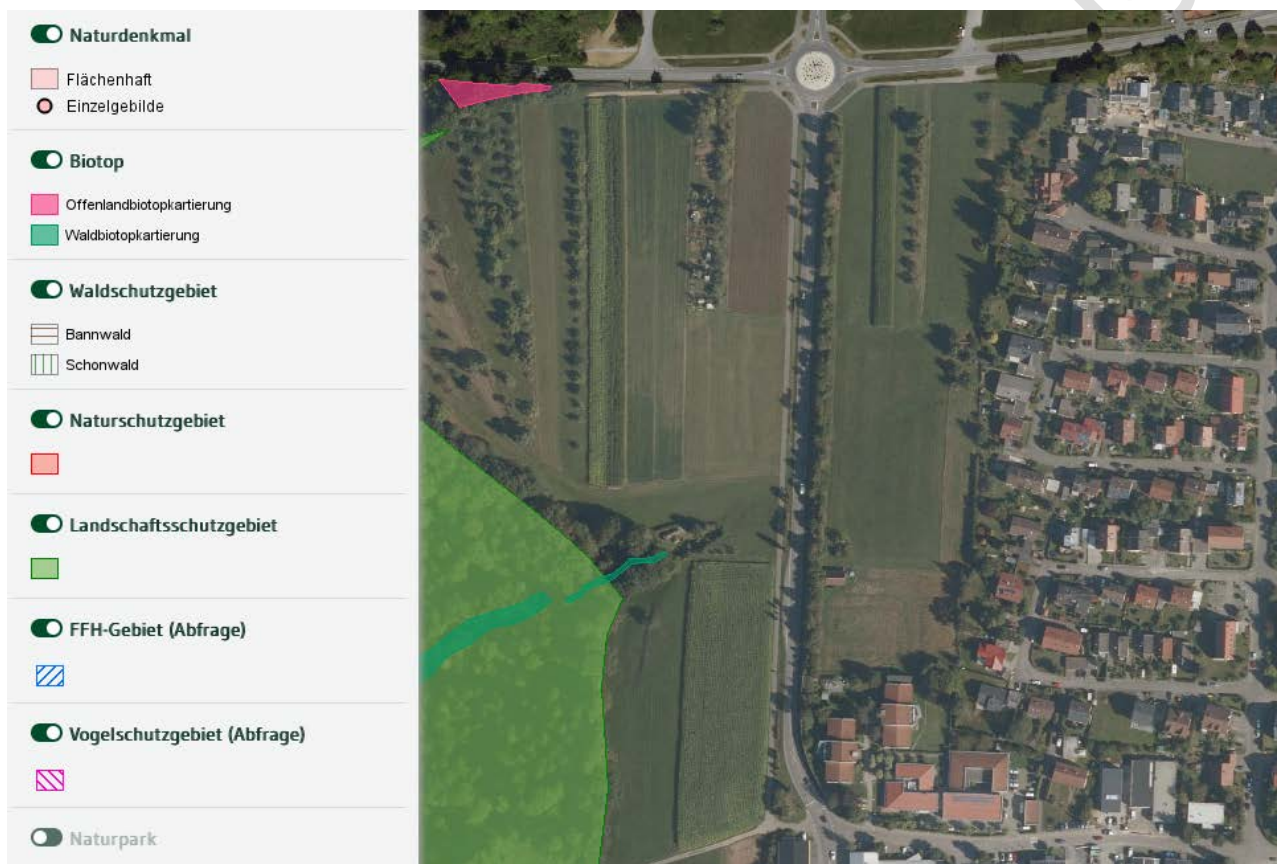 Naturdenkmal
Flächenhaft
Einzelgebilde
Biotop
Offenlandbiotopkartierung
Waldbiotopkartierung
Waldschutzgebiet
Bannwald
Schonwald
Naturschutzgebiet
Landschaftsschutzgebiet
FFH-Gebiet (Abfrage)
Vogelschutzgebiet (Abfrage)
Naturpark